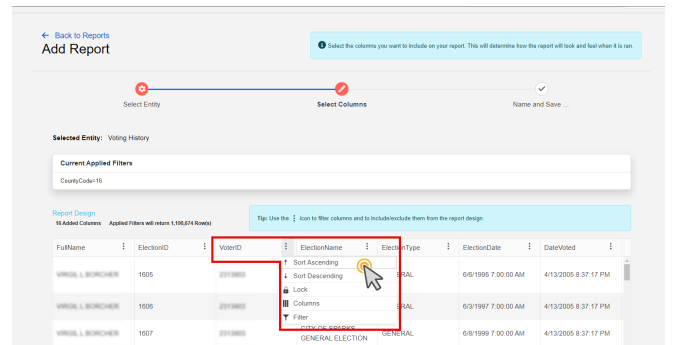 ← Back to Reports
Add Report
Select the columns you want to include on your report. This will determine how the report will look and feel when it is ran.
Select Entity
Select Columns
Name and Save ...
Selected Entity: Voting History
Current Applied Filters
CountyCode=16
Report Design
16 Added Columns Applied Filters will return 1,190,674 Row(s)
Tip: Use the ⋮ icon to filter columns and to include/exclude them from the report design.
FullName ElectionID VoterID ElectionName ElectionType ElectionDate DateVoted
↑ Sort Ascending
↓ Sort Descending
Lock
Columns
Filter
1605 ERAL 6/6/1995 7:00:00 AM 4/13/2005 8:37:17 PM
1606 ERAL 6/3/1997 7:00:00 AM 4/13/2005 8:37:17 PM
1607 CITY OF SPARKS GENERAL 6/8/1999 7:00:00 AM 4/13/2005 8:37:17 PM
GENERAL ELECTION